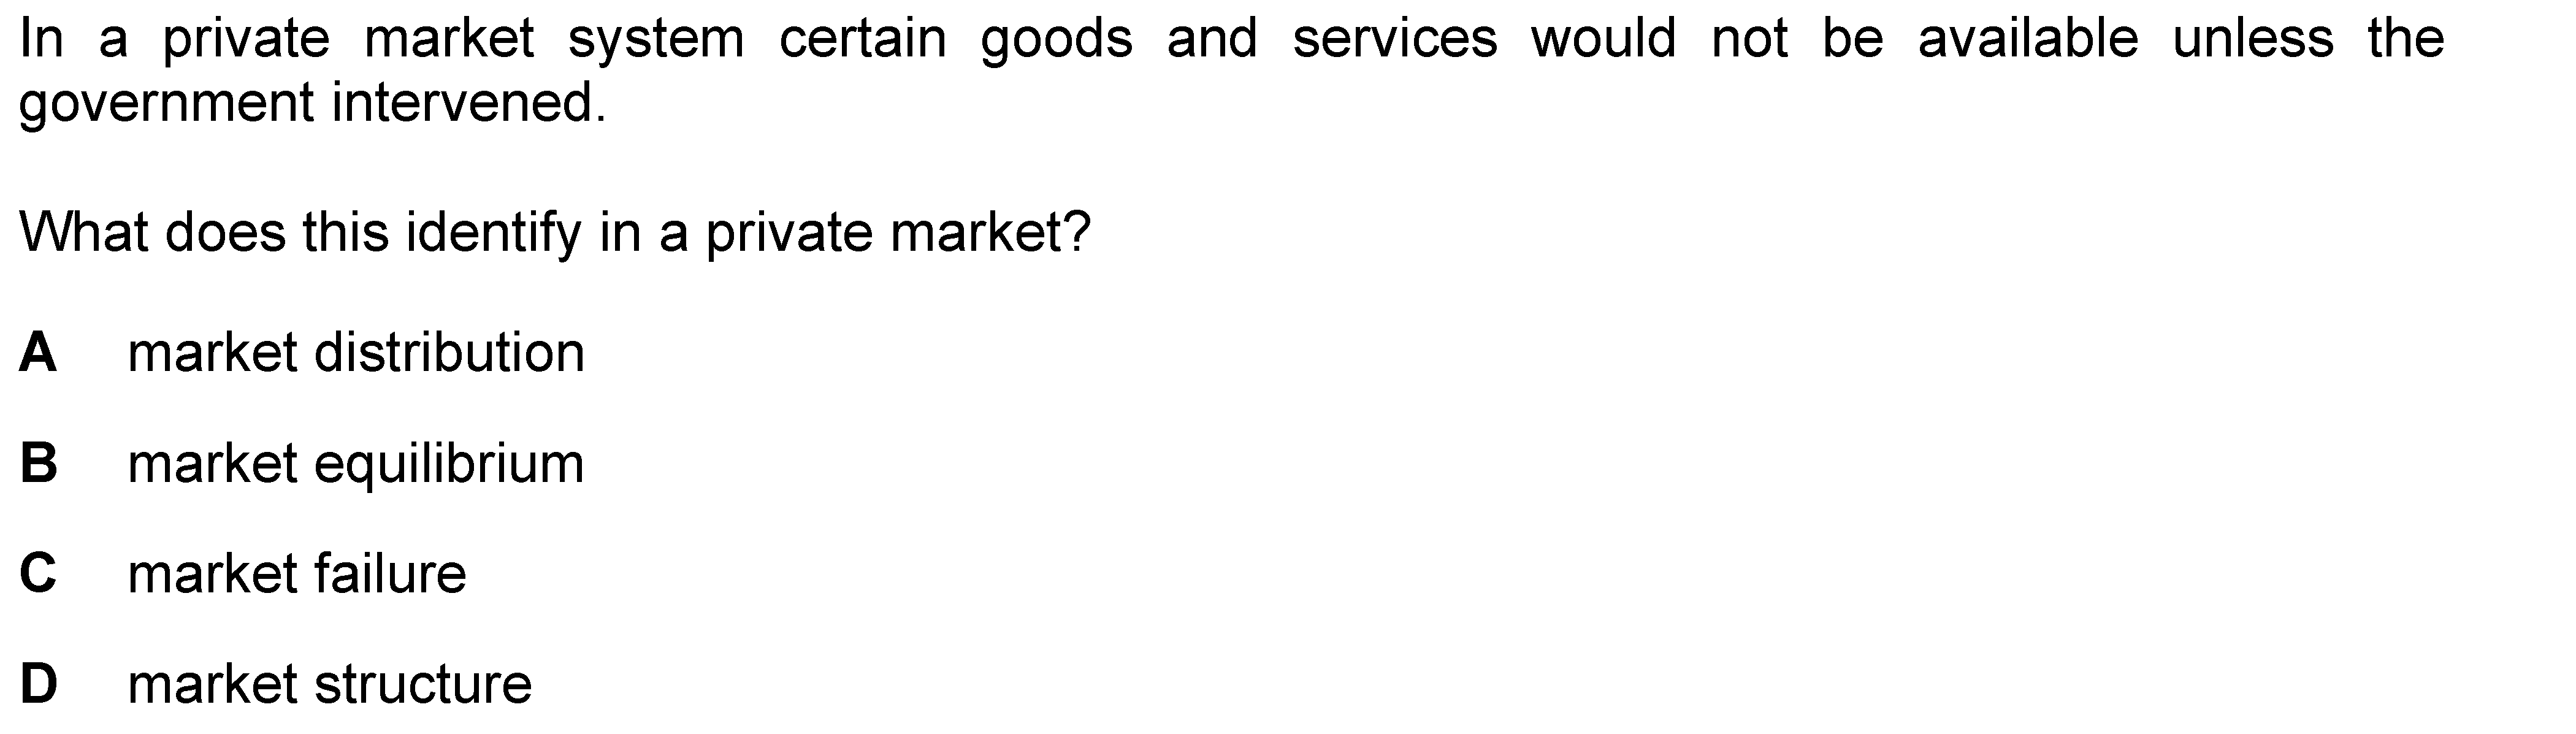 In a private market system certain goods and services would not be available unless the
government intervened.
What does this identify in a private market?
A market distribution
B market equilibrium
C market failure
D market structure